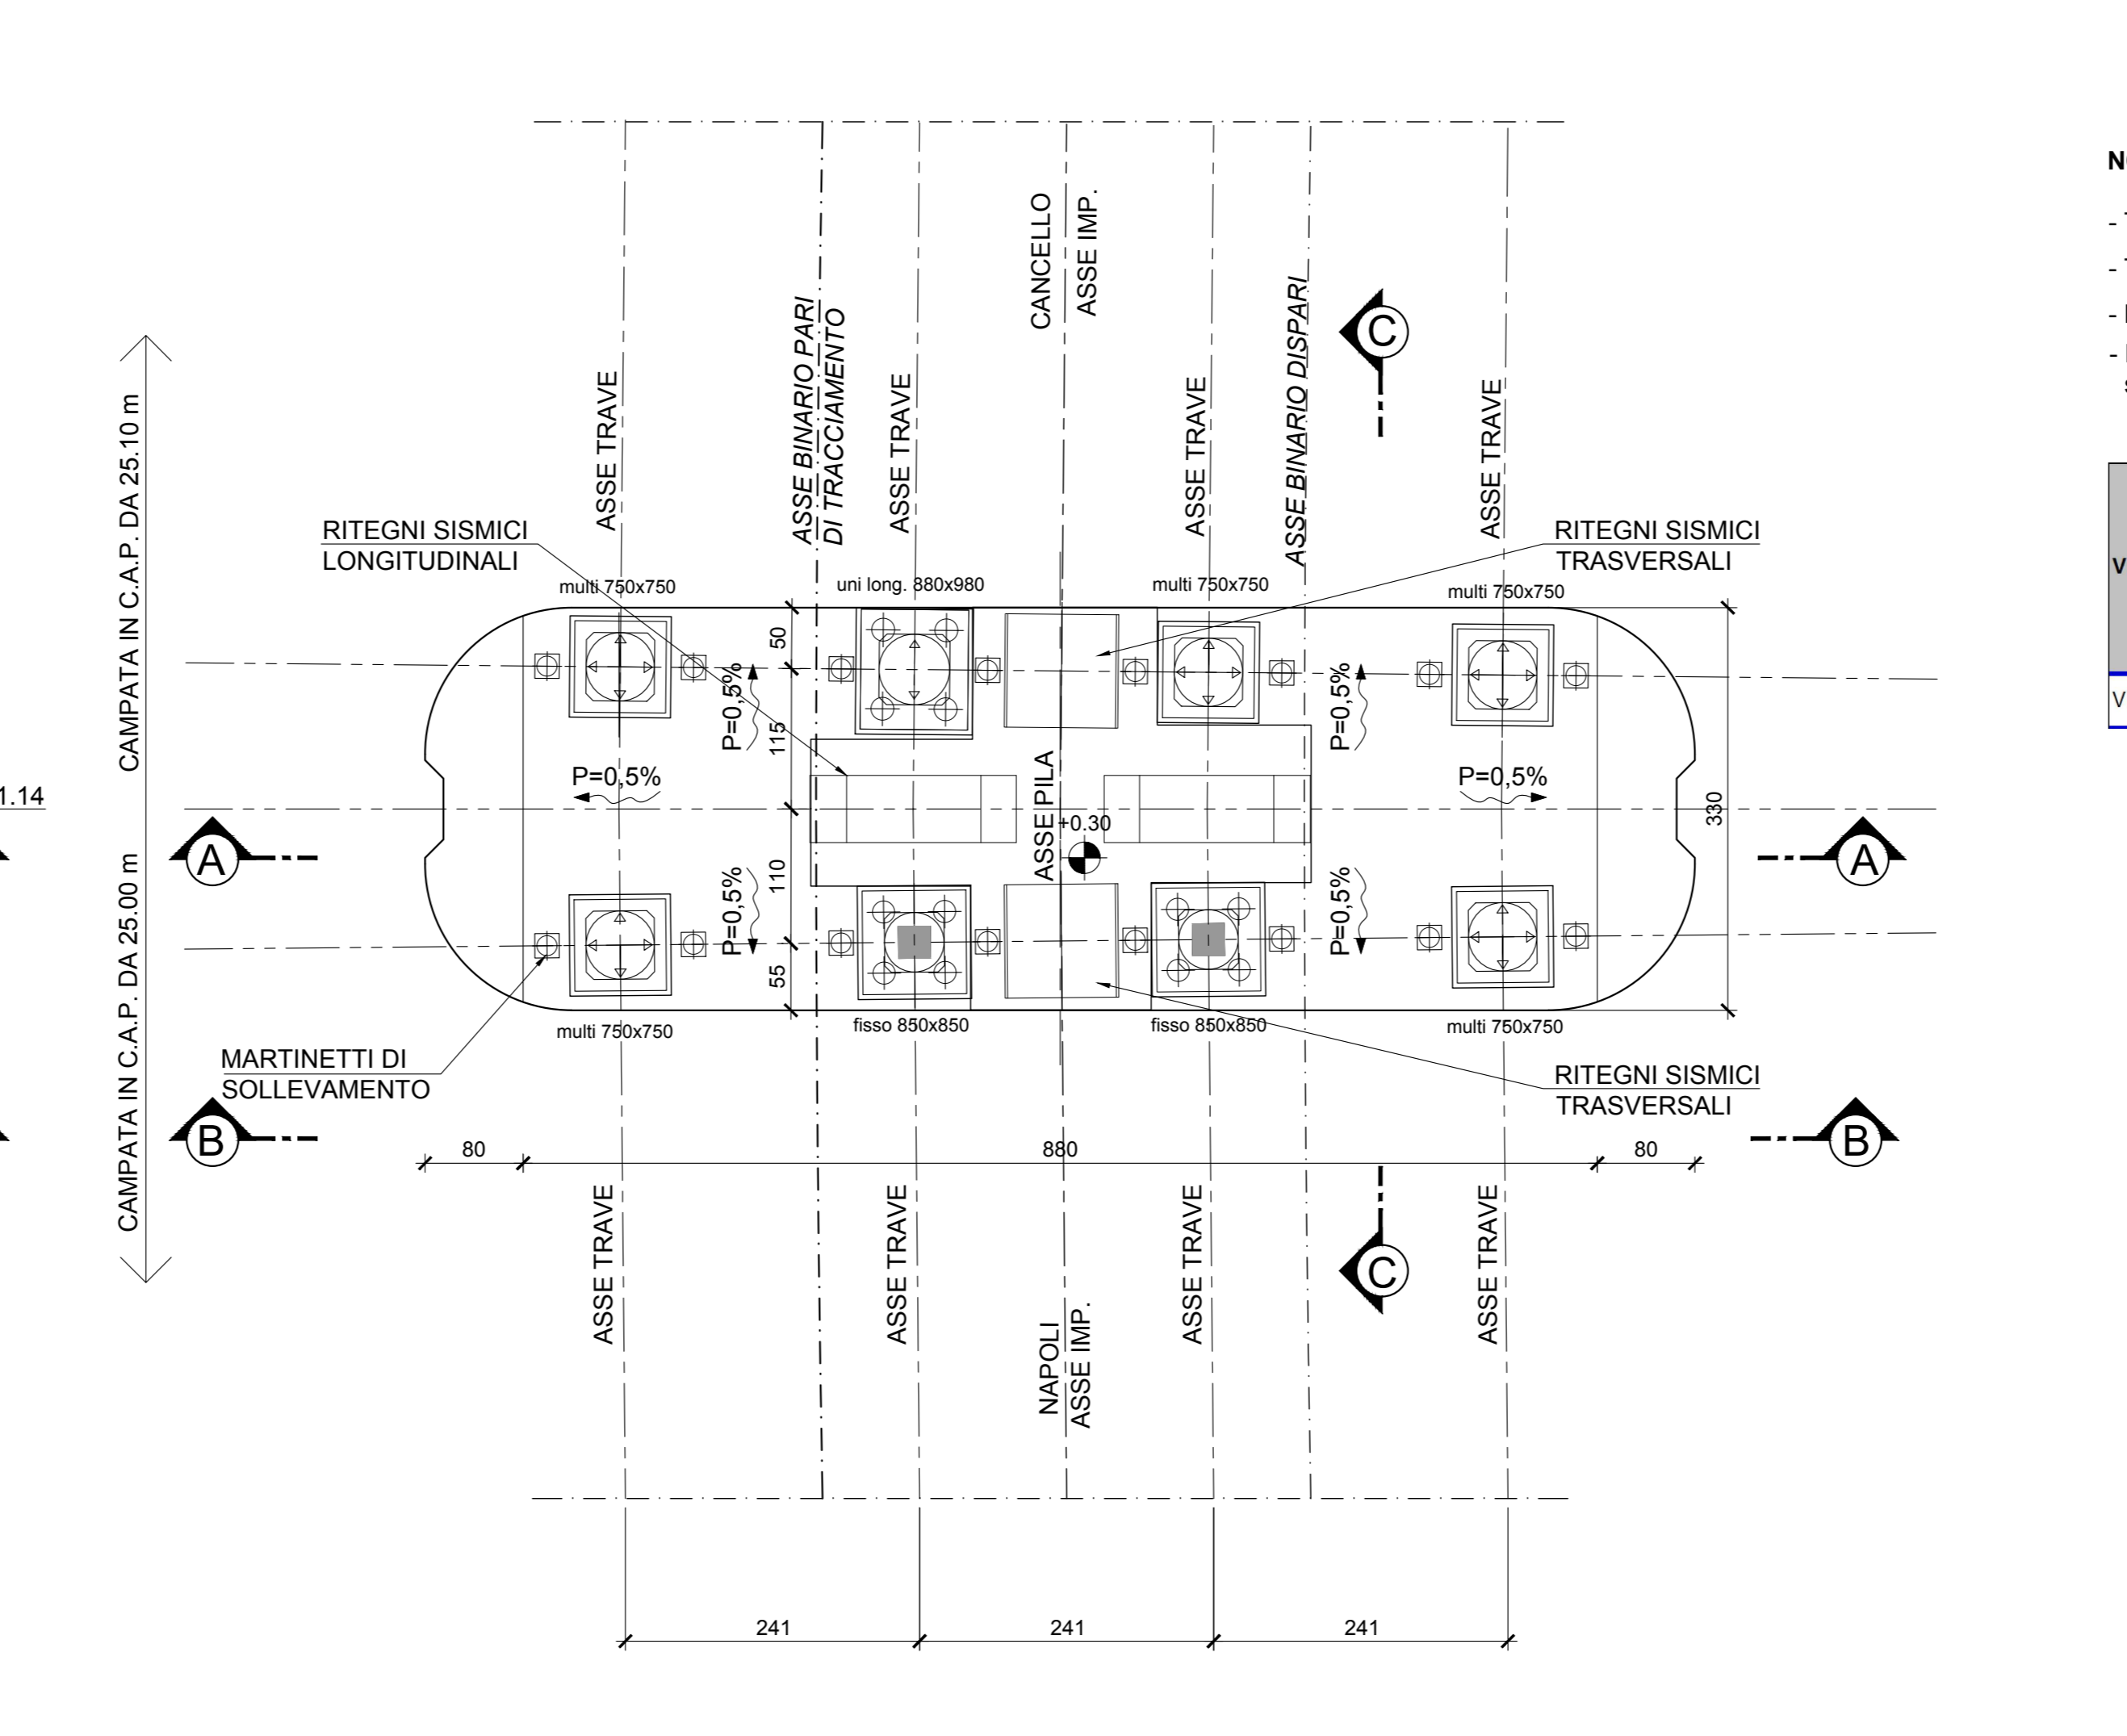 CANCELLO
ASSE IMP.
ASSE BINARIO PARI
DI TRACCIAMENTO
ASSE BINARIO DISPARI
C
ASSE TRAVE
ASSE TRAVE
ASSE TRAVE
ASSE TRAVE
CAMPATA IN C.A.P. DA 25.10 m
RITEGNI SISMICI
LONGITUDINALI
RITEGNI SISMICI
TRASVERSALI
multi 750x750
uni long. 880x980
multi 750x750
multi 750x750
50
P=0,5%
115
P=0,5%
P=0,5%
P=0,5%
1.14
ASSE PILA
+0.30
330
A
A
P=0,5%
110
P=0,5%
55
CAMPATA IN C.A.P. DA 25.00 m
multi 750x750
fisso 850x850
fisso 850x850
multi 750x750
MARTINETTI DI
SOLLEVAMENTO
RITEGNI SISMICI
TRASVERSALI
B
B
80
880
80
ASSE TRAVE
ASSE TRAVE
ASSE TRAVE
ASSE TRAVE
C
NAPOLI
ASSE IMP.
241
241
241